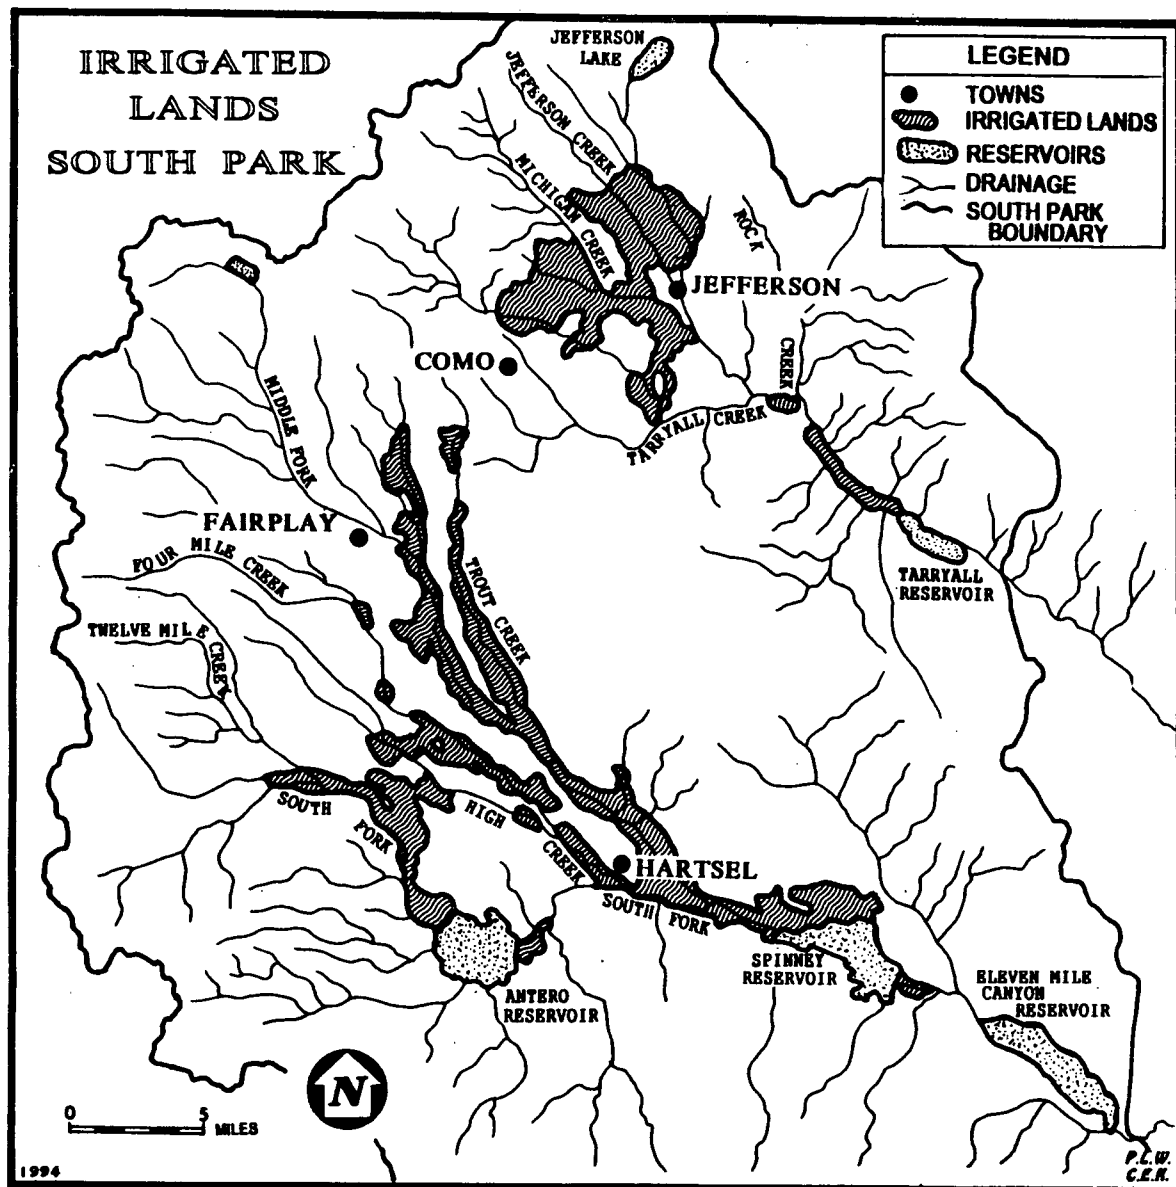 IRRIGATED
LANDS
SOUTH PARK
JEFFERSON
LAKE
LEGEND
TOWNS
IRRIGATED LANDS
RESERVOIRS
DRAINAGE
SOUTH PARK
BOUNDARY
JEFFERSON CREEK
MICHIGAN CREEK
ROCK
CREEK
JEFFERSON
COMO
TARRYALL CREEK
MIDDLE FORK
FAIRPLAY
FOUR MILE CREEK
TWELVE MILE CREEK
TROUT CREEK
TARRYALL
RESERVOIR
SOUTH
FORK
HIGH
CREEK
HARTSEL
SOUTH FORK
SPINNEY
RESERVOIR
ELEVEN MILE
CANYON
RESERVOIR
ANTERO
RESERVOIR
N
0 5
MILES
1994
P.L.W.
C.E.K.